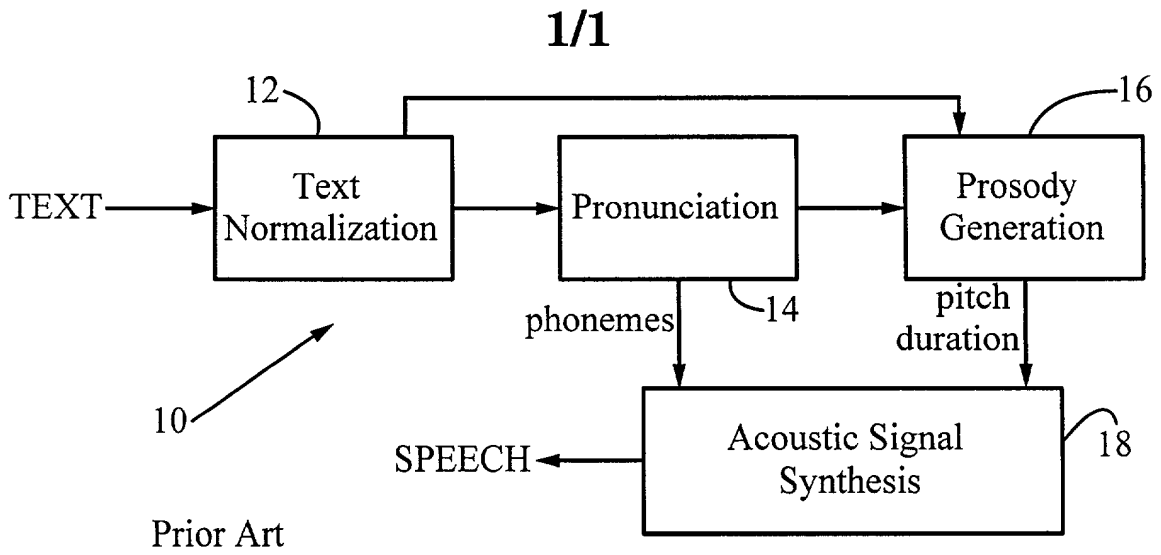 1/1
12
16
TEXT
Text
Normalization
Pronunciation
Prosody
Generation
phonemes
14
pitch
duration
10
SPEECH
Acoustic Signal
Synthesis
18
Prior Art